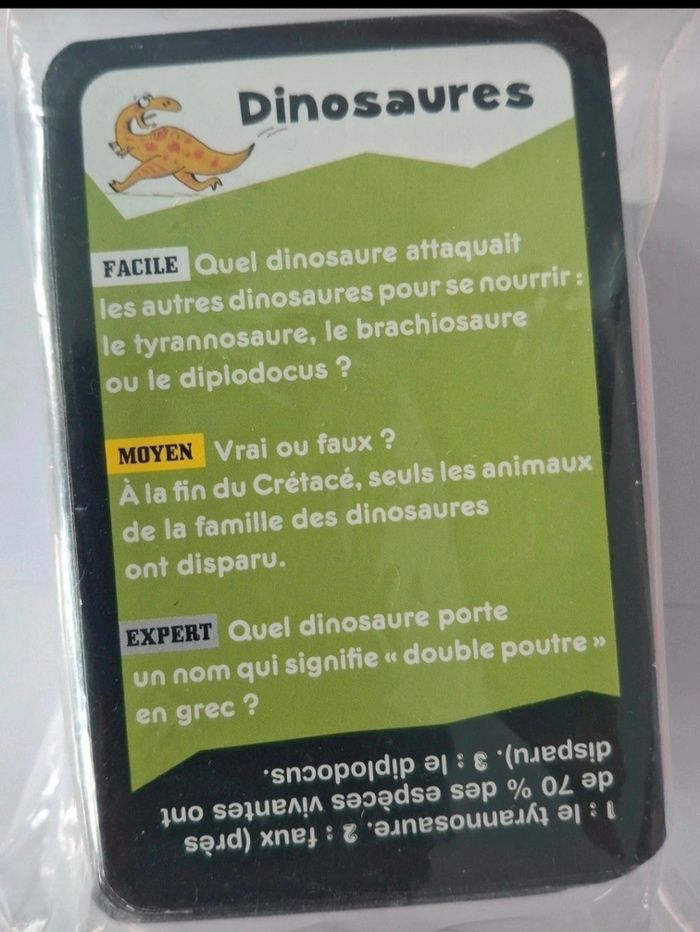 Dinosaures
FACILE Quel dinosaure attaquait
les autres dinosaures pour se nourrir :
le tyrannosaure, le brachiosaure
ou le diplodocus ?
MOYEN Vrai ou faux ?
À la fin du Crétacé, seuls les animaux
de la famille des dinosaures
ont disparu.
EXPERT Quel dinosaure porte
un nom qui signifie « double poutre »
en grec ?
1 : le tyrannosaure. 2 : faux (près
de 70 % des espèces vivantes ont
disparu). 3 : le diplodocus.